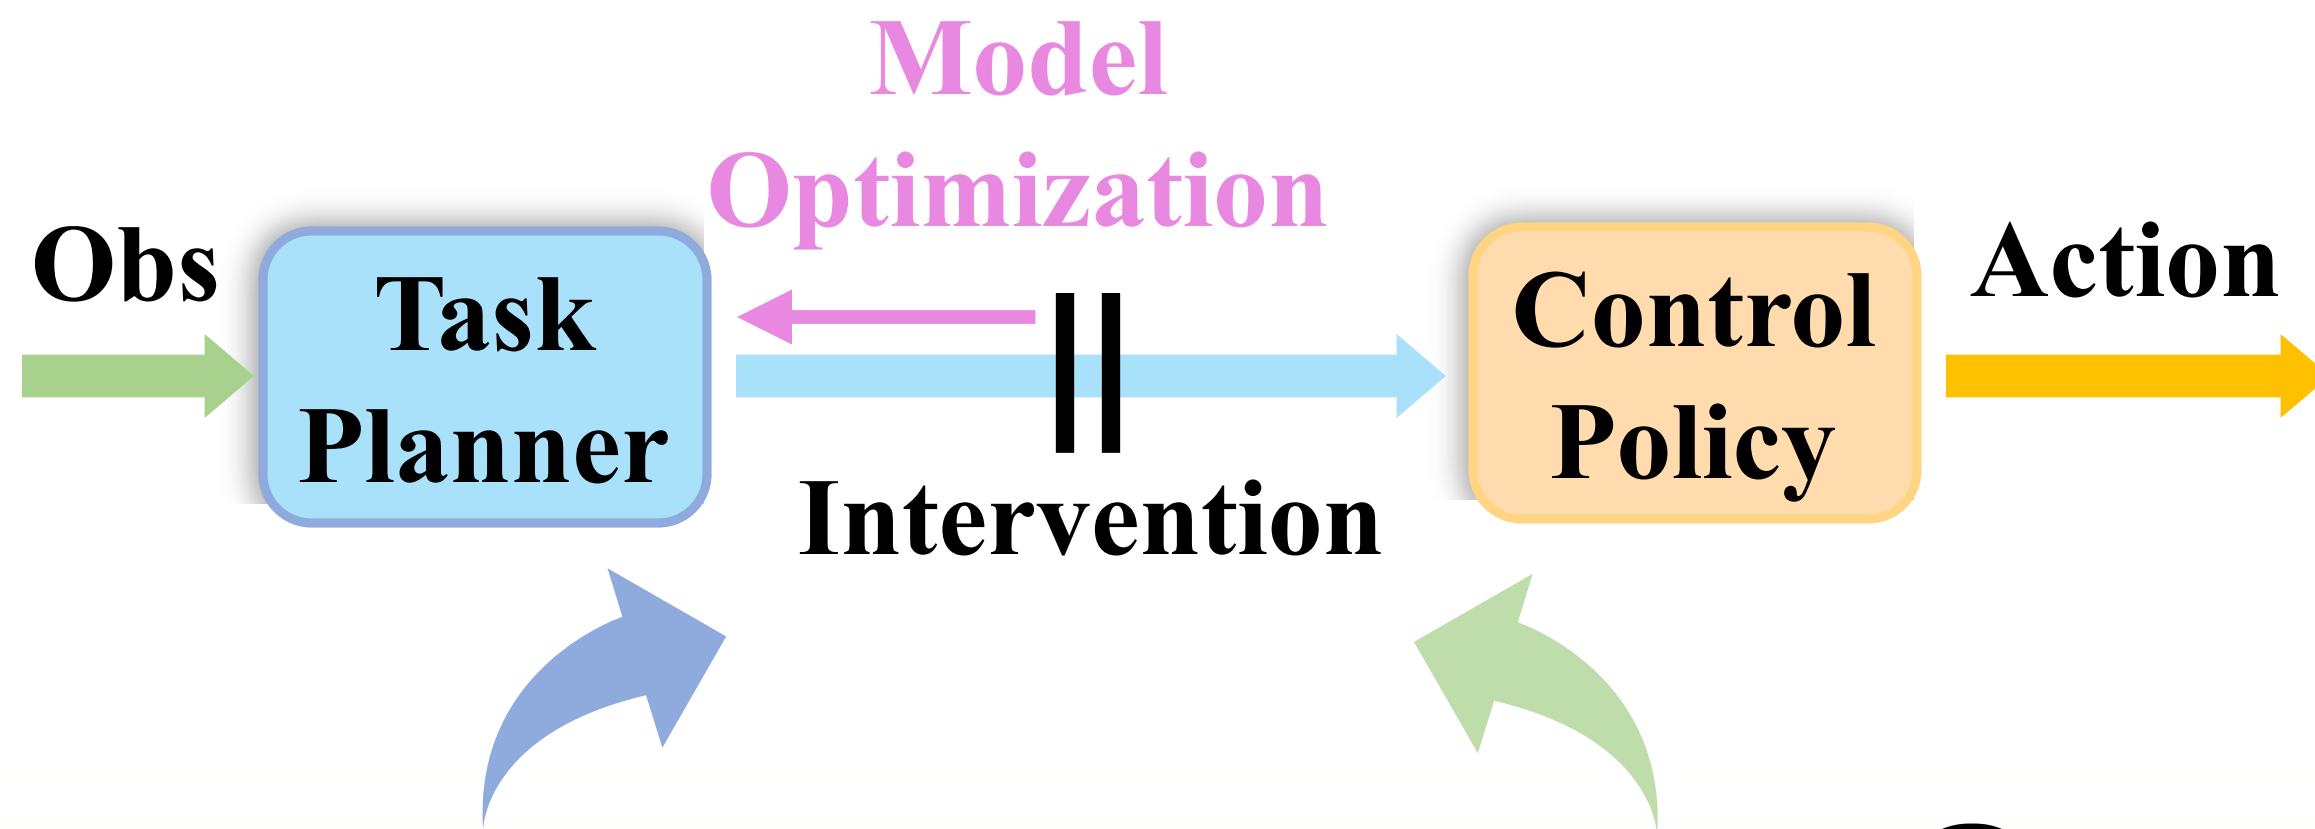 Model
Optimization
Obs
Task
Planner
Intervention
Control
Policy
Action